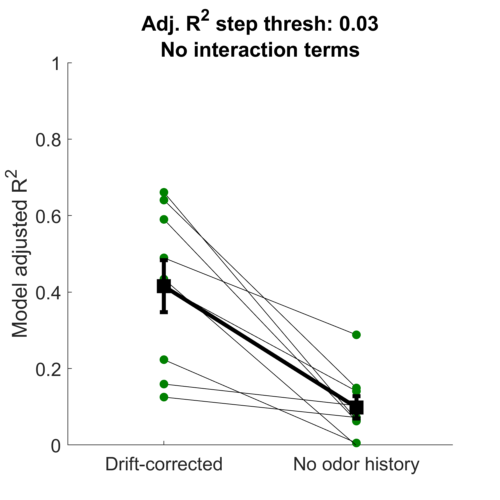 Adj. R² step thresh: 0.03
No interaction terms
1
0.8
0.6
0.4
0.2
0
Model adjusted R²
Drift-corrected
No odor history